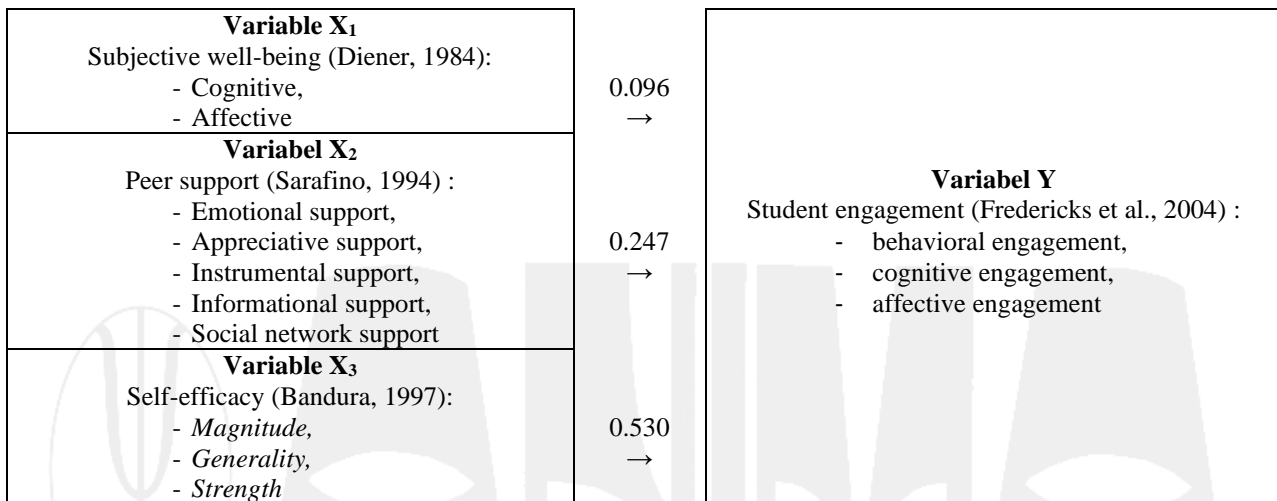 Variable X₁
Subjective well-being (Diener, 1984):
- Cognitive,
- Affective
0.096
→
Variabel X₂
Peer support (Sarafino, 1994) :
- Emotional support,
- Appreciative support,
- Instrumental support,
- Informational support,
- Social network support
0.247
→
Variable X₃
Self-efficacy (Bandura, 1997):
- Magnitude,
- Generality,
- Strength
0.530
→
Variabel Y
Student engagement (Fredericks et al., 2004) :
- behavioral engagement,
- cognitive engagement,
- affective engagement